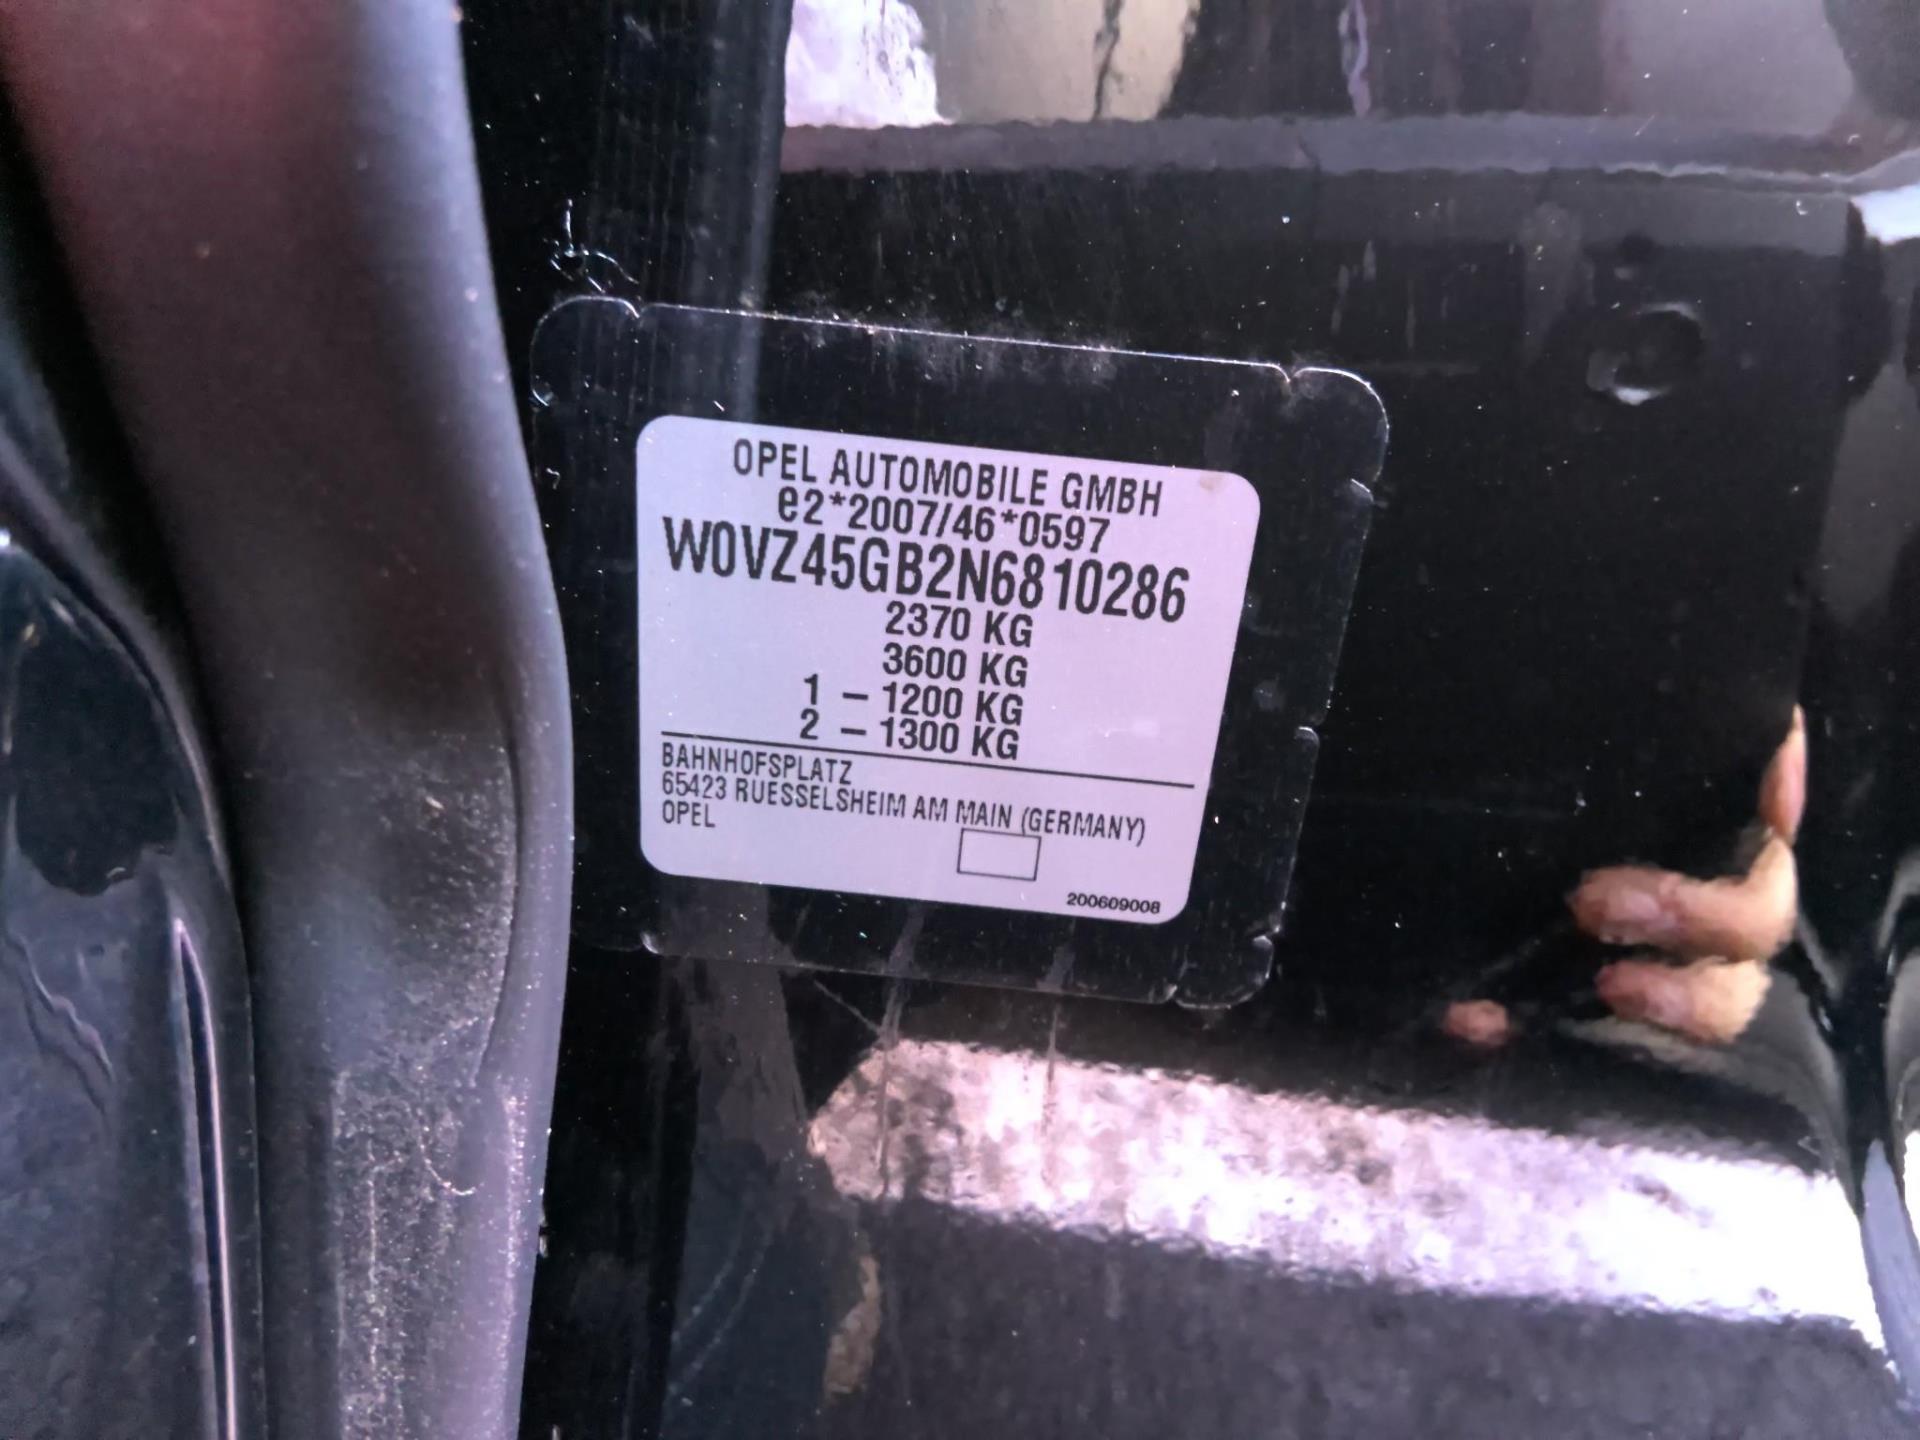 OPEL AUTOMOBILE GMBH
e2*2007/46*0597
W0VZ45GB2N6810286
2370 KG
3600 KG
1 – 1200 KG
2 – 1300 KG
BAHNHOFSPLATZ
65423 RUESSELSHEIM AM MAIN (GERMANY)
OPEL
200609008